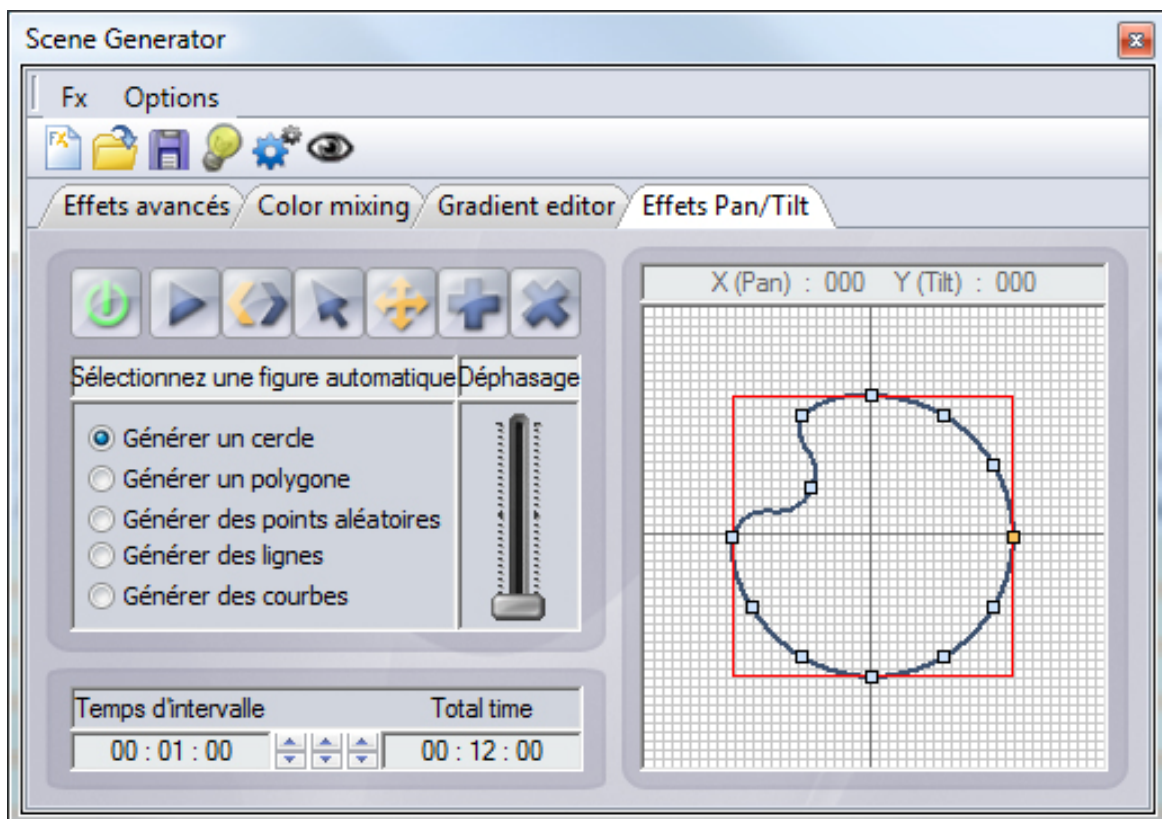 Scene Generator
Fx Options
FX
Effets avancés Color mixing Gradient editor Effets Pan/Tilt
X (Pan) : 000 Y (Tilt) : 000
Sélectionnez une figure automatique Déphasage
Générer un cercle
Générer un polygone
Générer des points aléatoires
Générer des lignes
Générer des courbes
Temps d'intervalle Total time
00 : 01 : 00 00 : 12 : 00